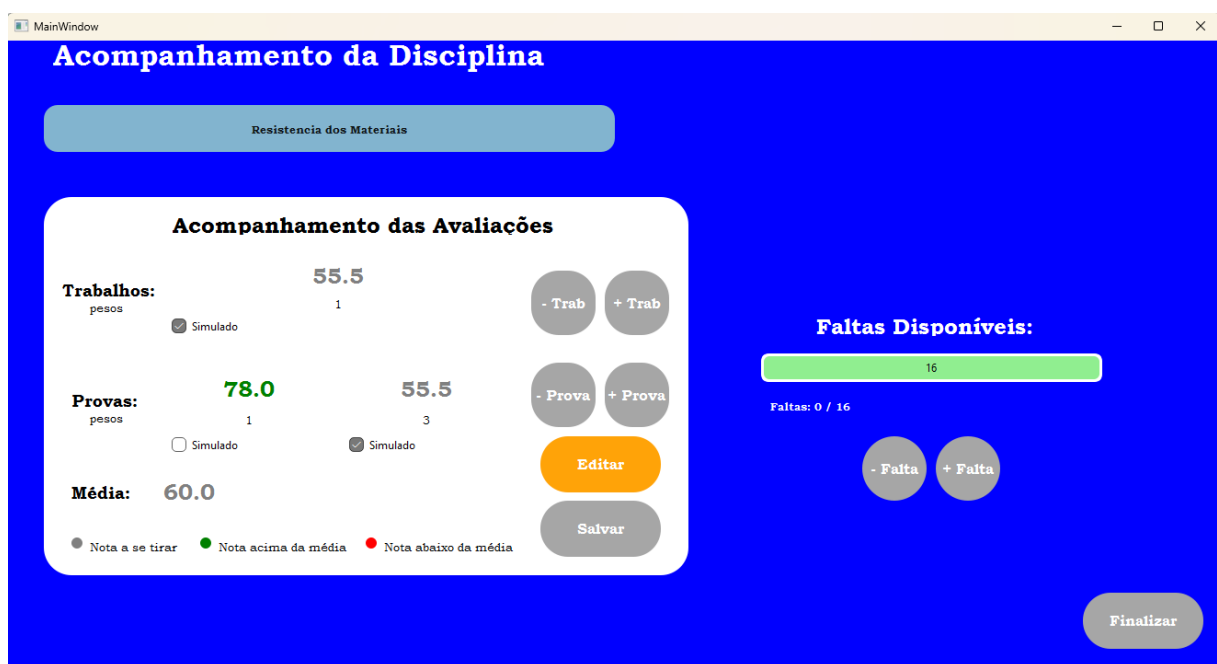 MainWindow
Acompanhamento da Disciplina
Resistencia dos Materiais
Acompanhamento das Avaliações
Trabalhos:
pesos
55.5
1
Simulado
- Trab
+ Trab
Provas:
pesos
78.0
55.5
1
3
Simulado
Simulado
- Prova
+ Prova
Editar
Média:
60.0
Salvar
Nota a se tirar
Nota acima da média
Nota abaixo da média
Faltas Disponíveis:
16
Faltas: 0 / 16
- Falta
+ Falta
Finalizar